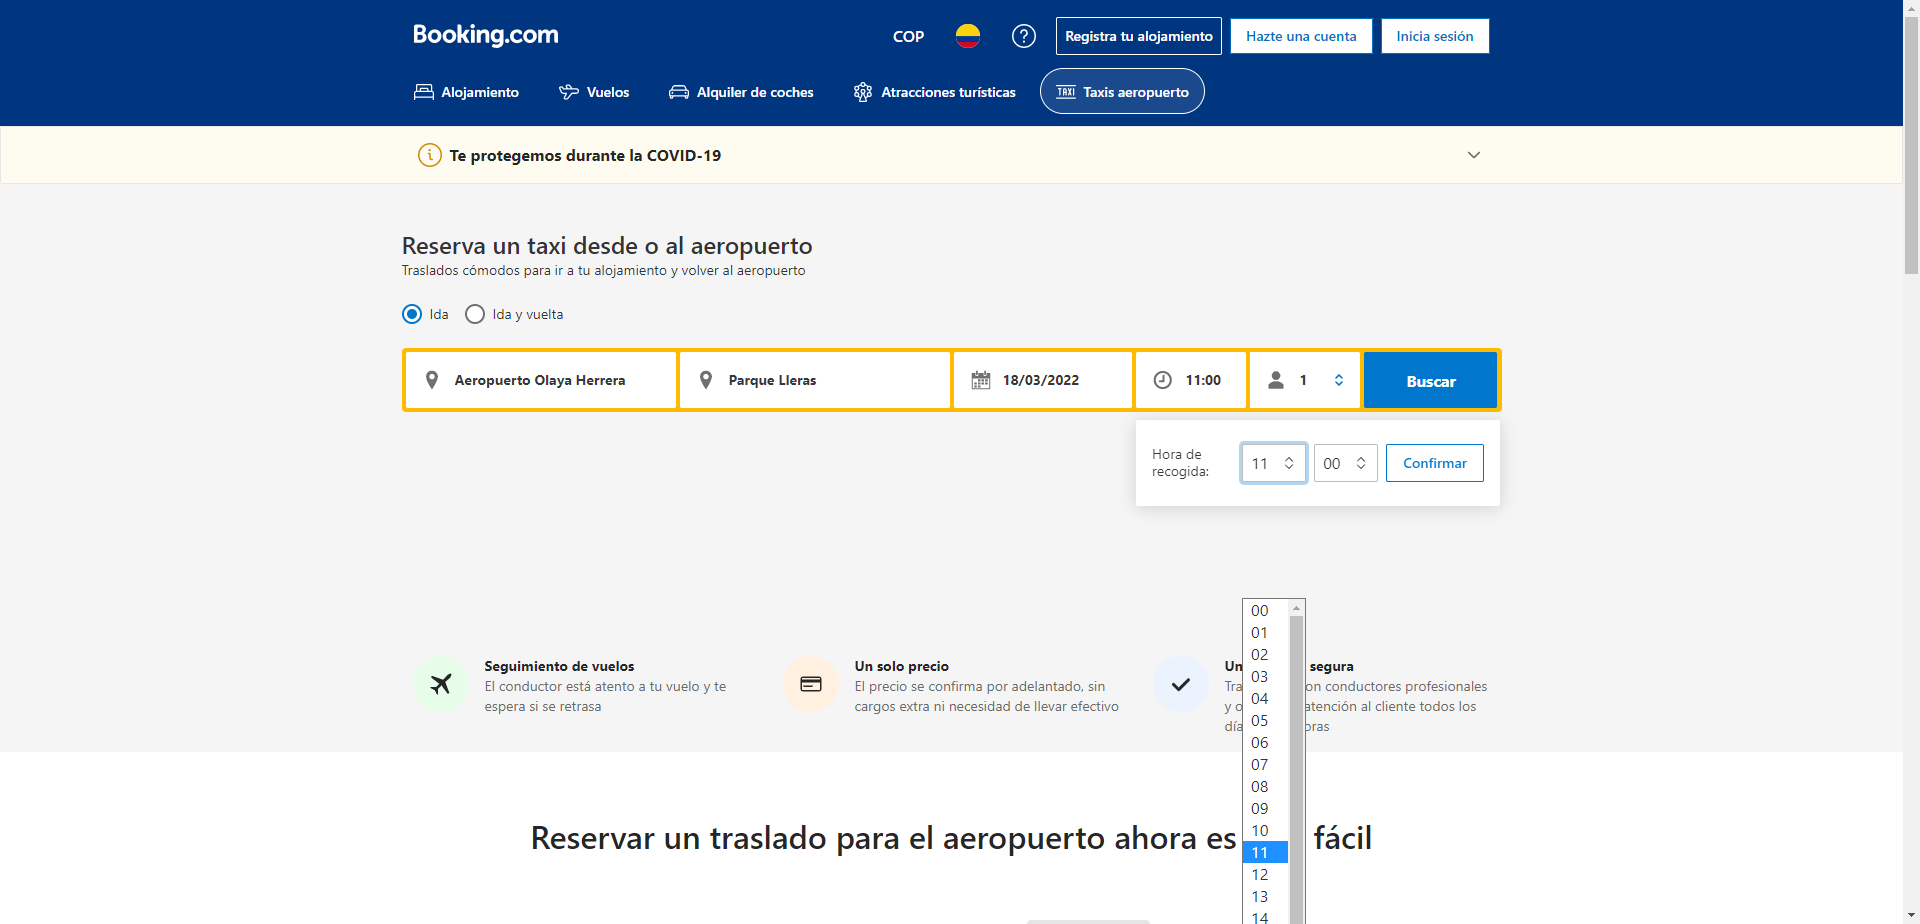 Booking.com
COP
Registra tu alojamiento
Hazte una cuenta
Inicia sesión
Alojamiento
Vuelos
Alquiler de coches
Atracciones turísticas
TAXI
Taxis aeropuerto
Te protegemos durante la COVID-19
Reserva un taxi desde o al aeropuerto
Traslados cómodos para ir a tu alojamiento y volver al aeropuerto
Ida
Ida y vuelta
Aeropuerto Olaya Herrera
Parque Lleras
18/03/2022
11:00
1
Buscar
Hora de
recogida:
11
00
Confirmar
Seguimiento de vuelos
El conductor está atento a tu vuelo y te
espera si se retrasa
Un solo precio
El precio se confirma por adelantado, sin
cargos extra ni necesidad de llevar efectivo
Un segura
Tra on conductores profesionales
y o atención al cliente todos los
día oras
00
01
02
03
04
05
06
07
08
09
10
11
12
13
14
Reservar un traslado para el aeropuerto ahora es fácil